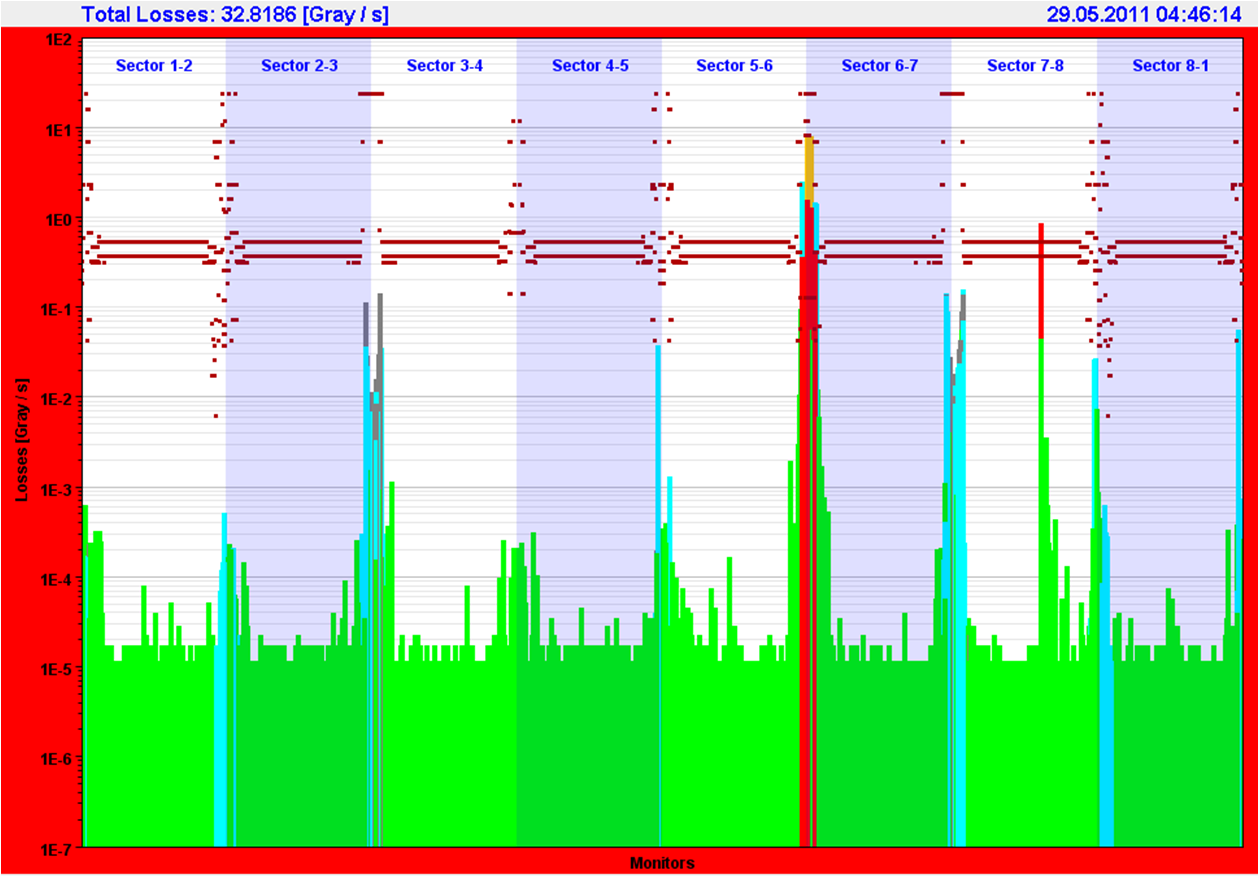 Total Losses: 32.8186 [Gray / s] 29.05.2011 04:46:14
1E2
Sector 1-2 Sector 2-3 Sector 3-4 Sector 4-5 Sector 5-6 Sector 6-7 Sector 7-8 Sector 8-1
1E1
1E0
1E-1
1E-2
Losses [Gray / s]
1E-3
1E-4
1E-5
1E-6
1E-7
Monitors